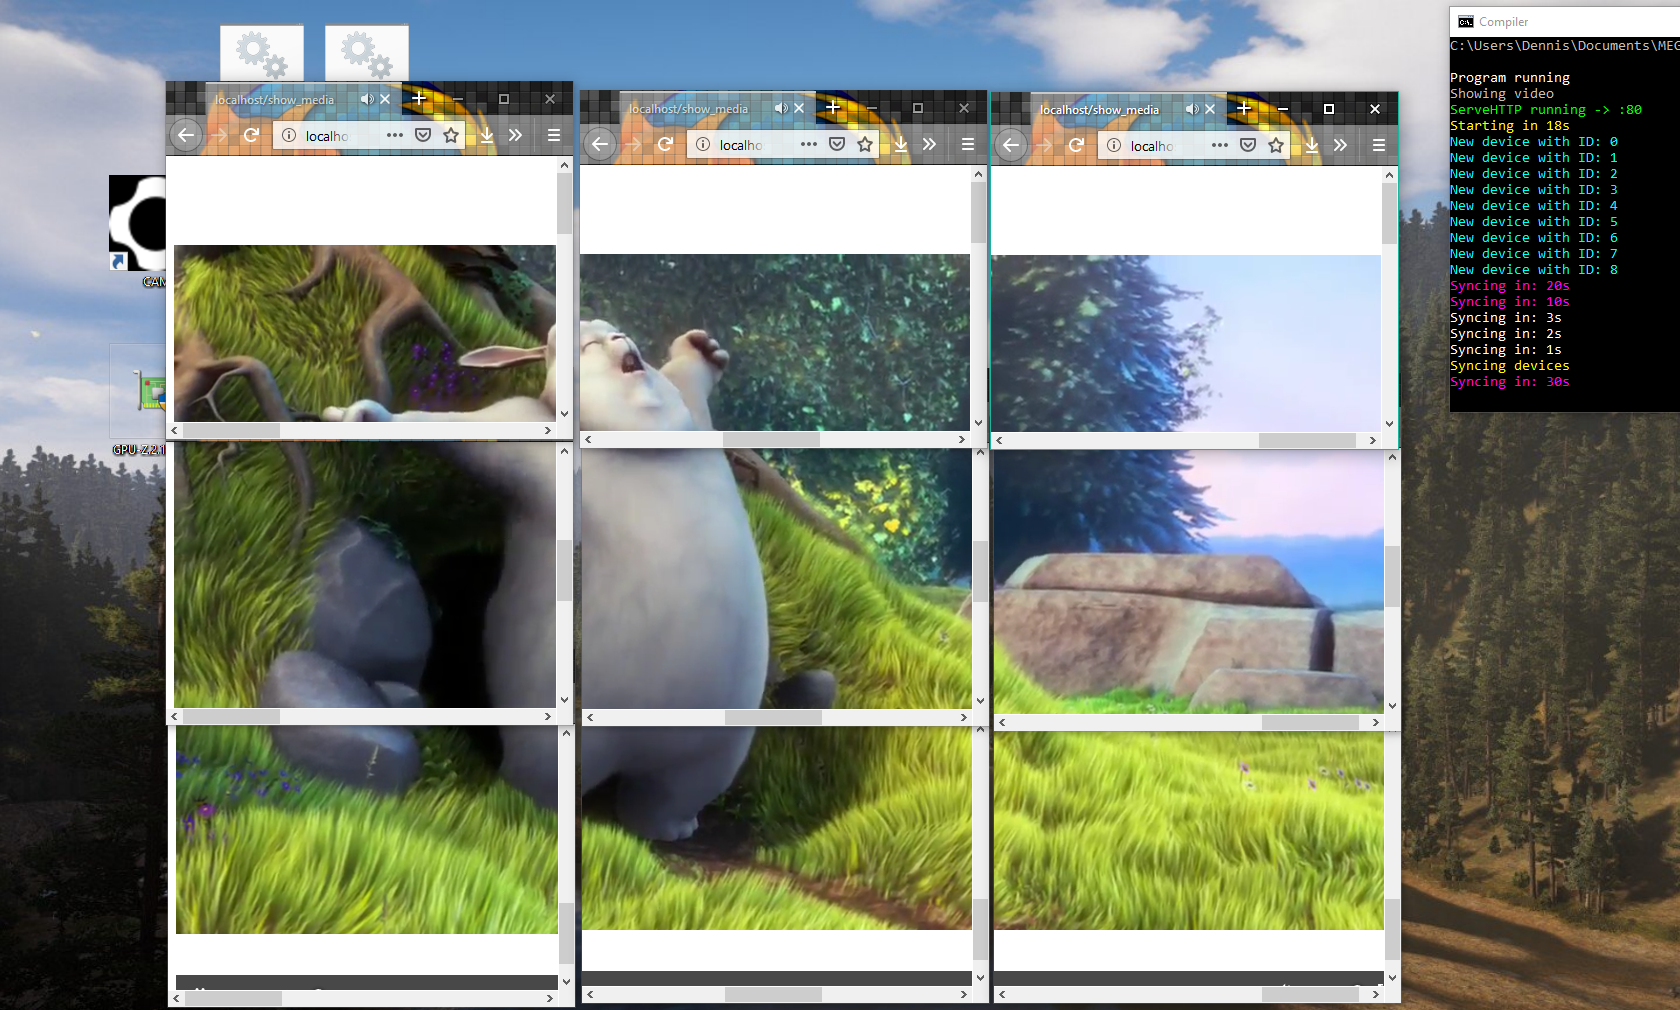 Compiler
C:\Users\Dennis\Documents\MEG
Program running
Showing video
ServeHTTP running -> :80
Starting in 18s
New device with ID: 0
New device with ID: 1
New device with ID: 2
New device with ID: 3
New device with ID: 4
New device with ID: 5
New device with ID: 6
New device with ID: 7
New device with ID: 8
Syncing in: 20s
Syncing in: 10s
Syncing in: 3s
Syncing in: 2s
Syncing in: 1s
Syncing devices
Syncing in: 30s
localhost/show_media
localho
localhost/show_media
localho
localhost/show_media
localho
CAM
GPU-Z.2.1